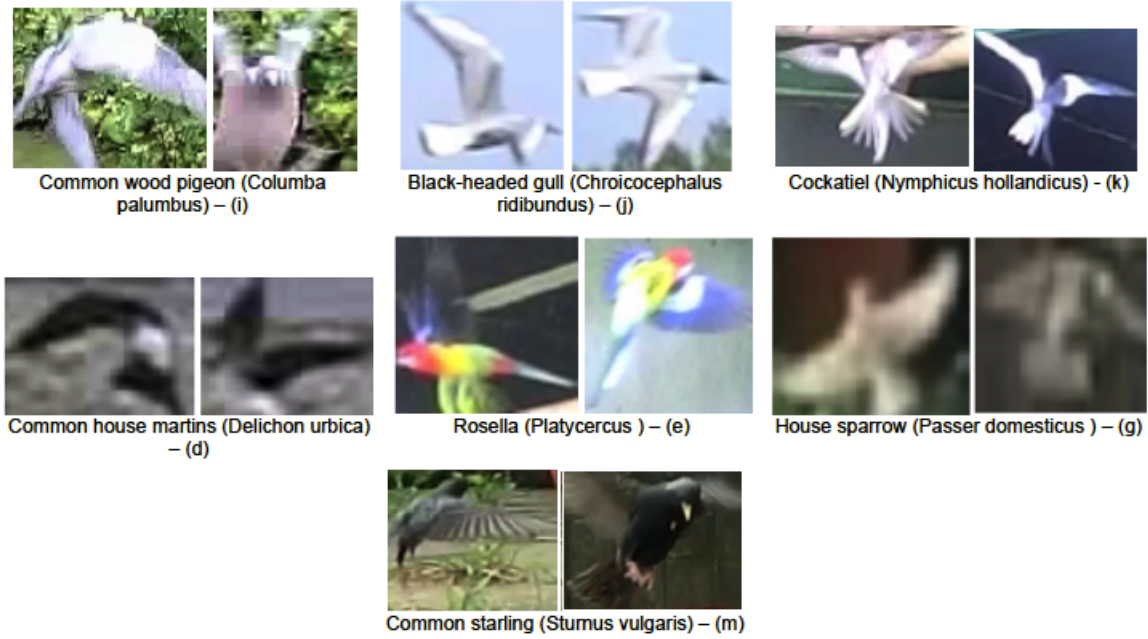 Common wood pigeon (Columba
palumbus) – (i)
Black-headed gull (Chroicocephalus
ridibundus) – (j)
Cockatiel (Nymphicus hollandicus) - (k)
Common house martins (Delichon urbica)
– (d)
Rosella (Platycercus ) – (e)
House sparrow (Passer domesticus ) – (g)
Common starling (Sturnus vulgaris) – (m)